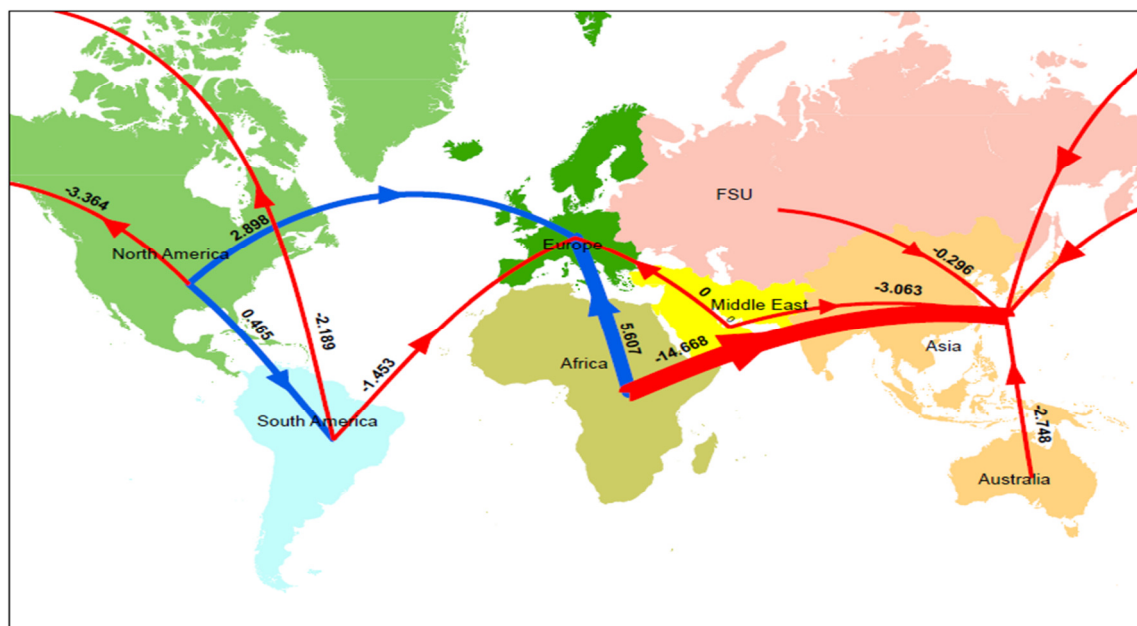 FSU
-3.364
2.898
North America
Europe
-0.296
-3.063
0
Middle East
0
0.465
-2.189
5.607
-14.668
Africa
-1.453
Asia
South America
-2.748
Australia